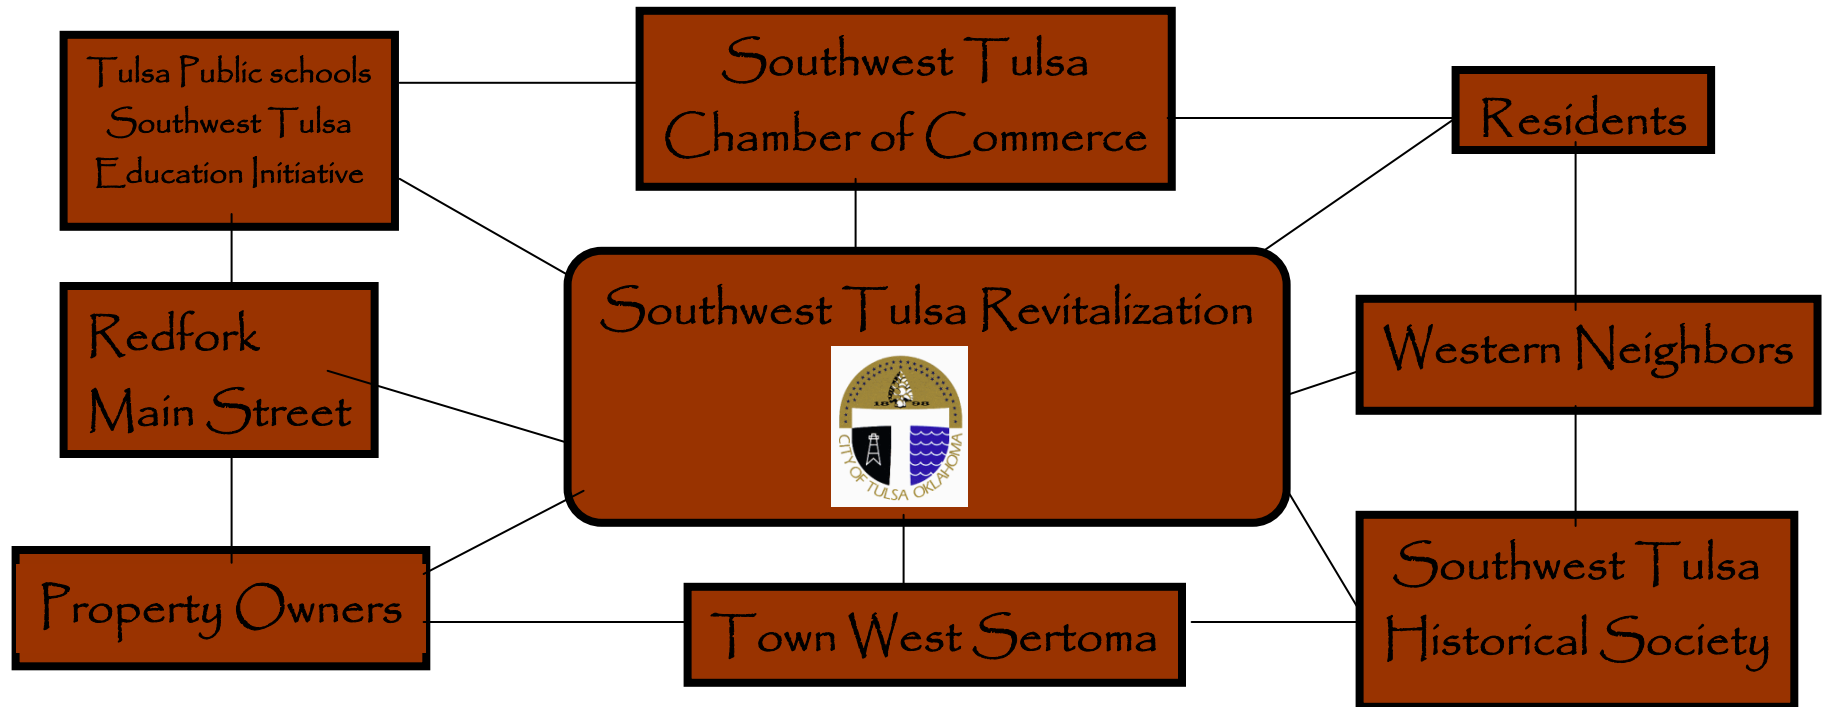 Tulsa Public schools
Southwest Tulsa
Education Initiative
Southwest Tulsa
Chamber of Commerce
Residents
Redfork
Main Street
Southwest Tulsa Revitalization
1898
CITY OF TULSA OKLAHOMA
Western Neighbors
Property Owners
Town West Sertoma
Southwest Tulsa
Historical Society